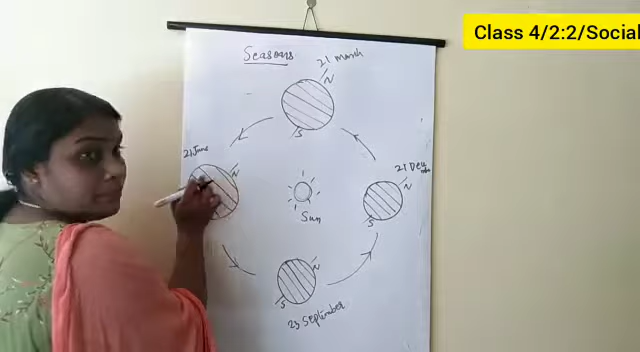 Class 4/2:2/Social
Seasons
21 March
N
S
21 June
N
21 Dec
N
S
Sun
N
S
23 September